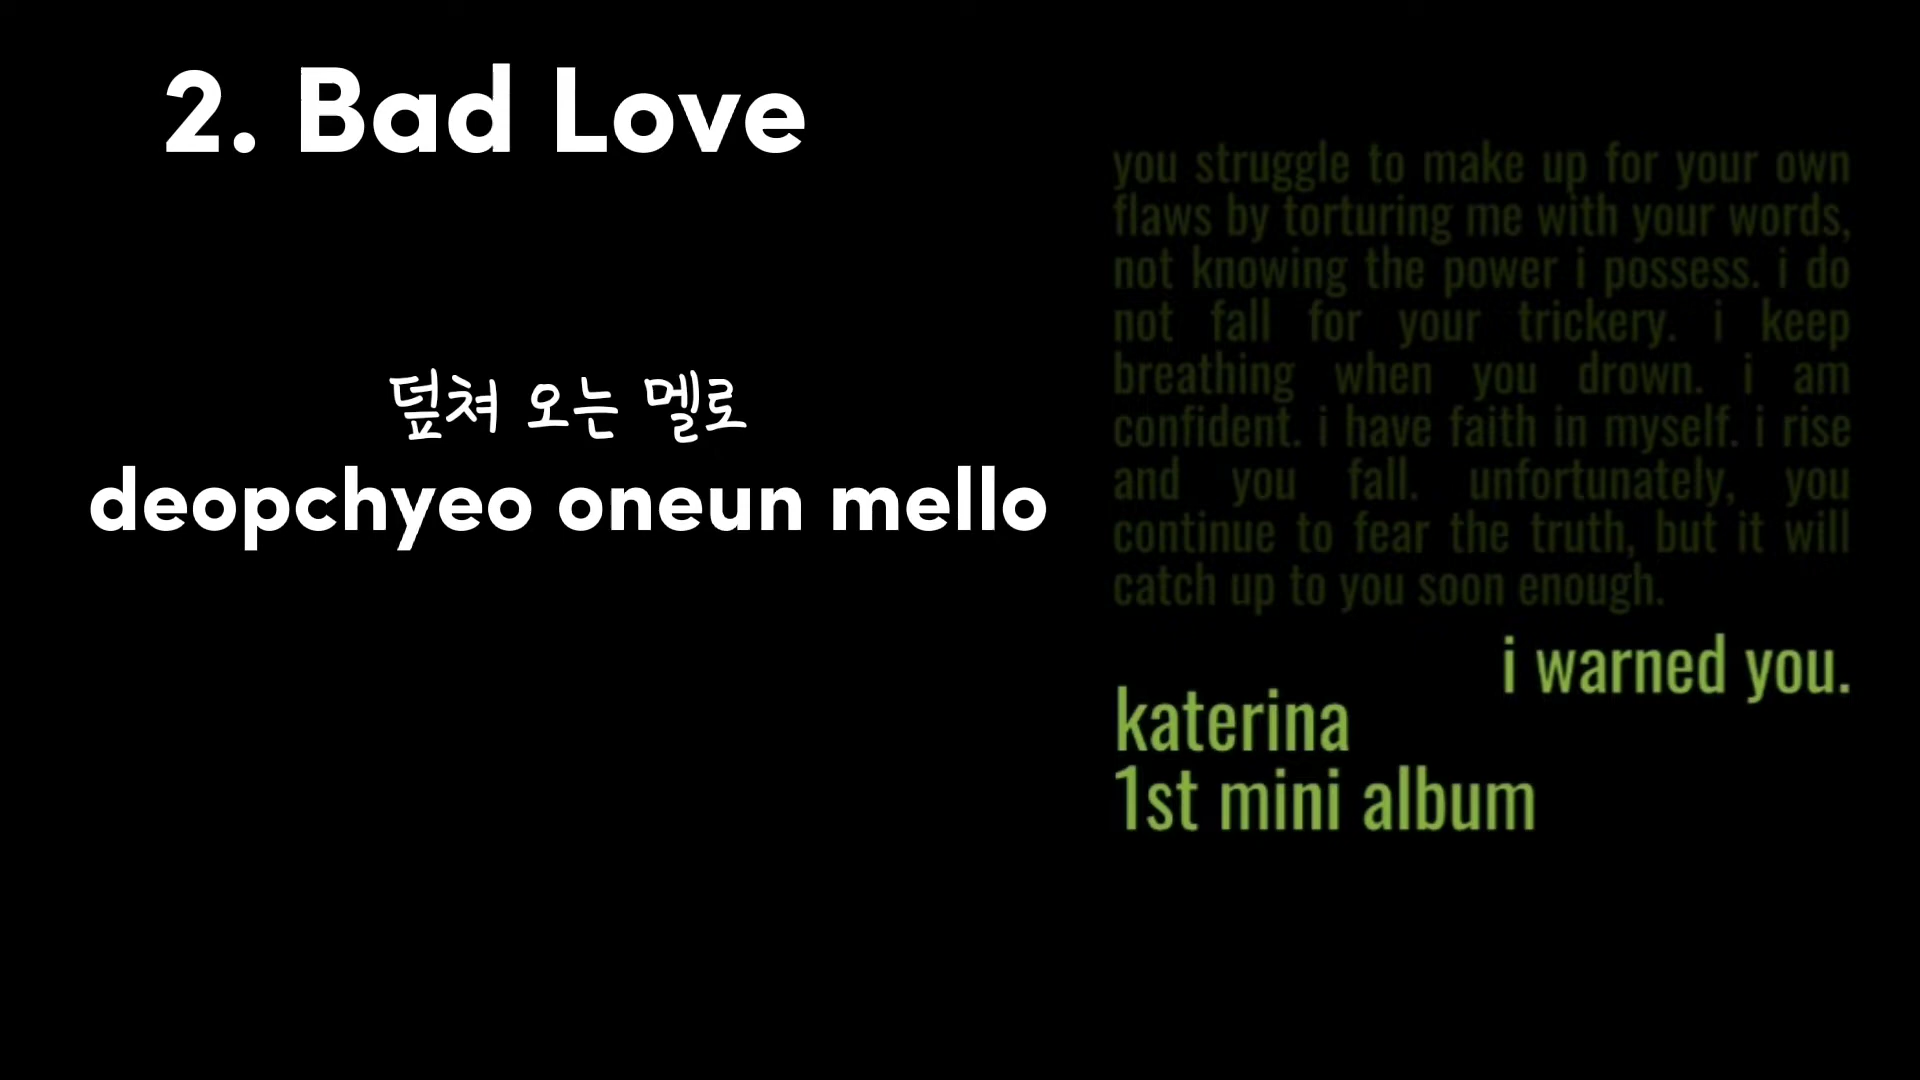 2. Bad Love
덮쳐 오는 멜로
deopchyeo oneun mello
you struggle to make up for your own
flaws by torturing me with your words,
not knowing the power i possess. i do
not fall for your trickery. i keep
breathing when you drown. i am
confident. i have faith in myself. i rise
and you fall. unfortunately, you
continue to fear the truth, but it will
catch up to you soon enough.
i warned you.
katerina
1st mini album